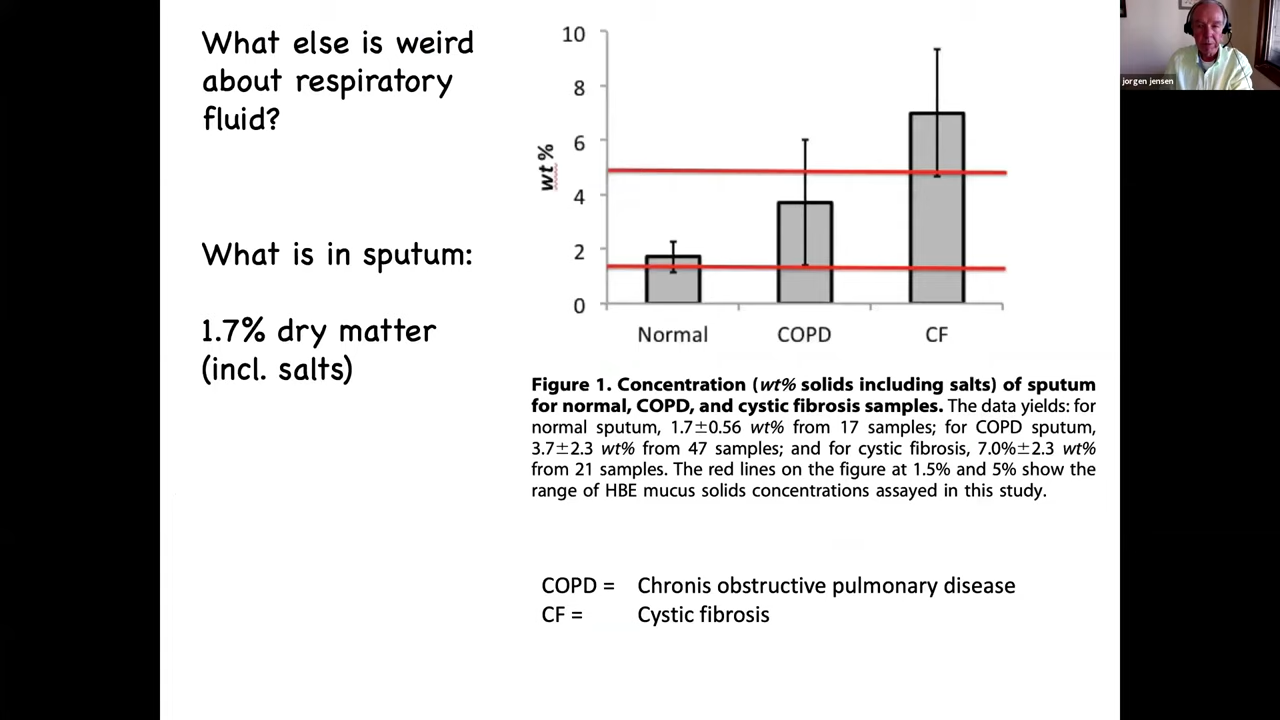 What else is weird
about respiratory
fluid?
What is in sputum:
1.7% dry matter
(incl. salts)
10
8
6
4
2
0
wt%
Normal COPD CF
Figure 1. Concentration (wt% solids including salts) of sputum
for normal, COPD, and cystic fibrosis samples. The data yields: for
normal sputum, 1.7±0.56 wt% from 17 samples; for COPD sputum,
3.7±2.3 wt% from 47 samples; and for cystic fibrosis, 7.0%±2.3 wt%
from 21 samples. The red lines on the figure at 1.5% and 5% show the
range of HBE mucus solids concentrations assayed in this study.
COPD = Chronis obstructive pulmonary disease
CF = Cystic fibrosis
jorgen jensen